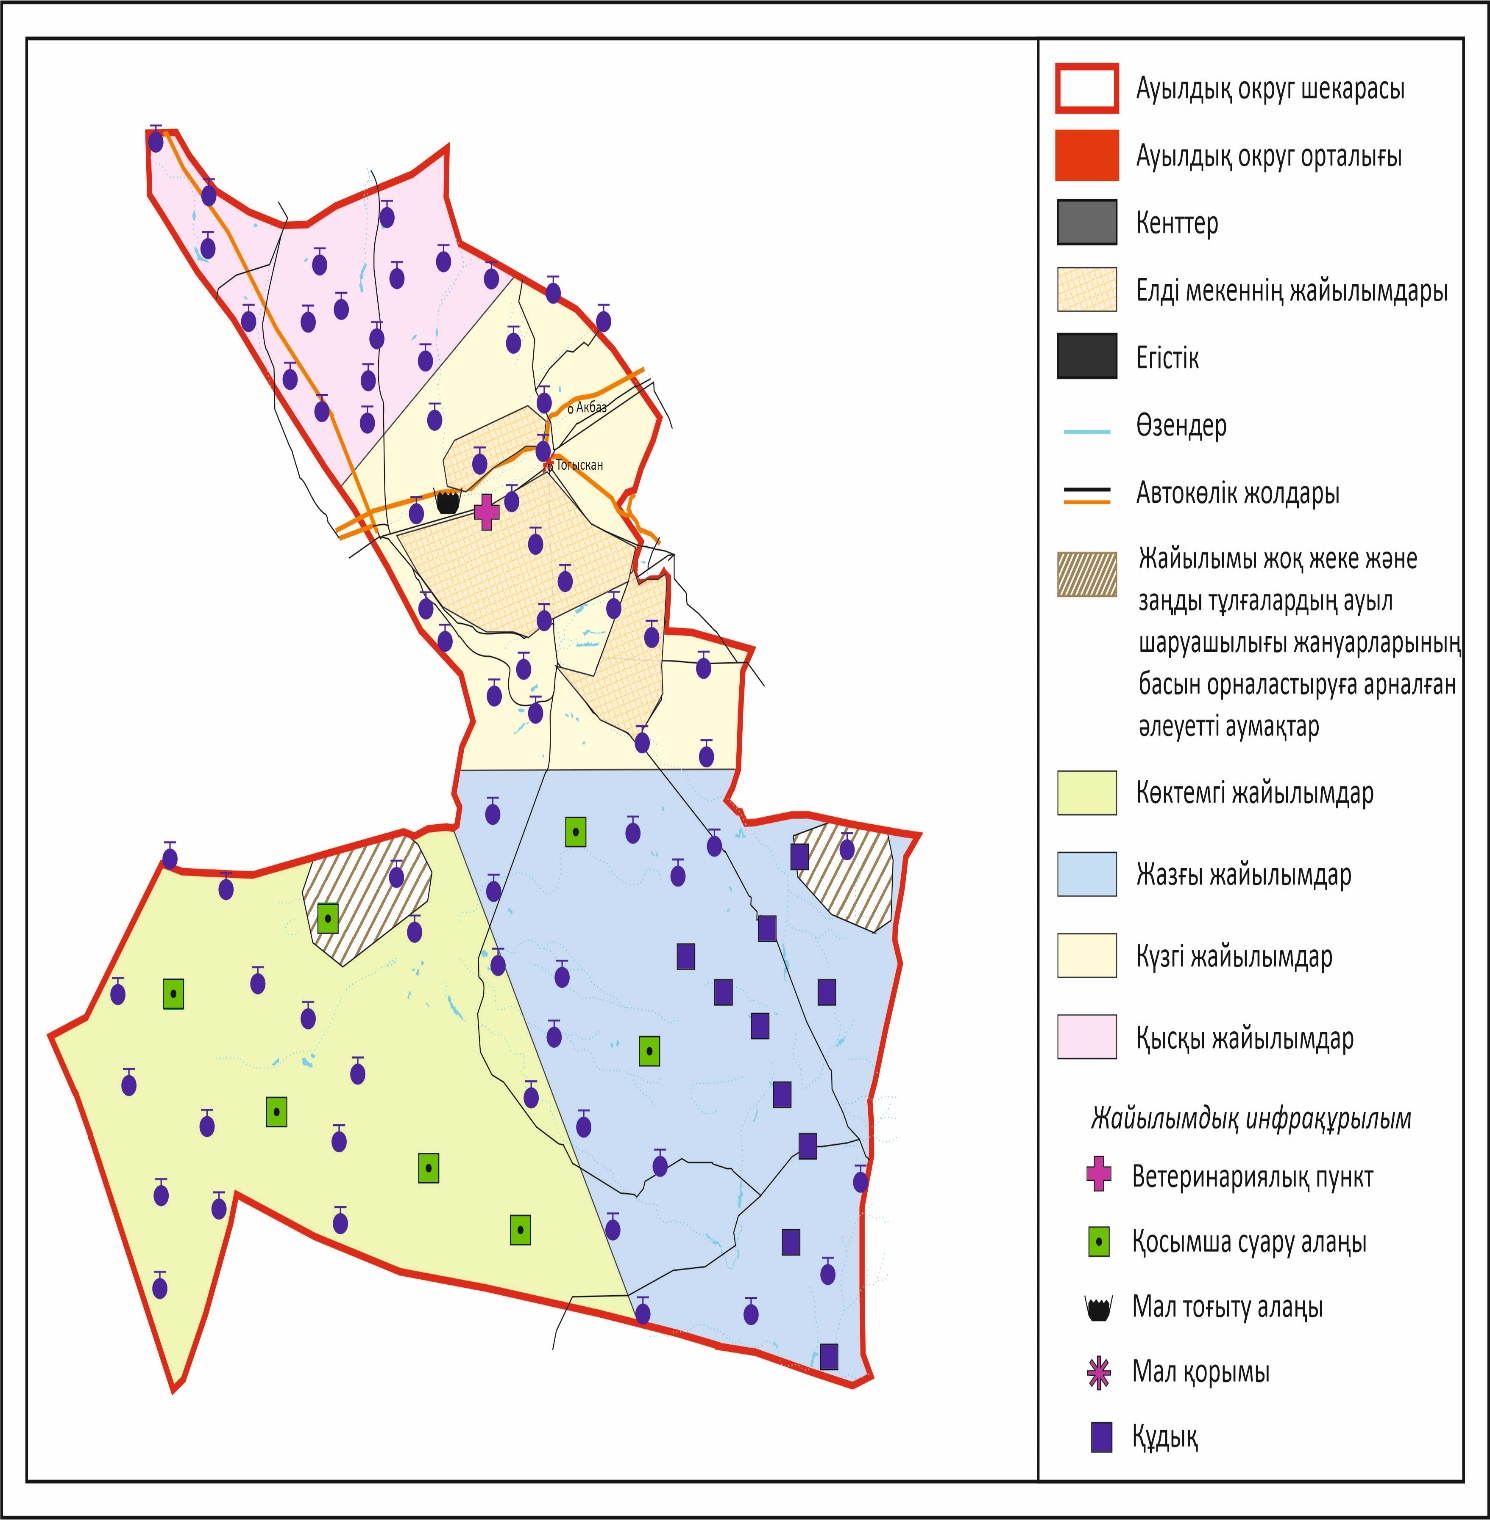 Акбаз
Тогыскан
Ауылдық округ шекарасы
Ауылдық округ орталығы
Кенттер
Елді мекеннің жайылымдары
Егістік
Өзендер
Автокөлік жолдары
Жайылымы жоқ жеке және
заңды тұлғалардың ауыл
шаруашылығы жануарларының
басын орналастыруға арналған
әлеуетті аумақтар
Көктемгі жайылымдар
Жазғы жайылымдар
Күзгі жайылымдар
Қысқы жайылымдар
Жайылымдық инфрақұрылым
Ветеринариялық пункт
Қосымша суару алаңы
Мал тоғыту алаңы
Мал қорымы
Құдық